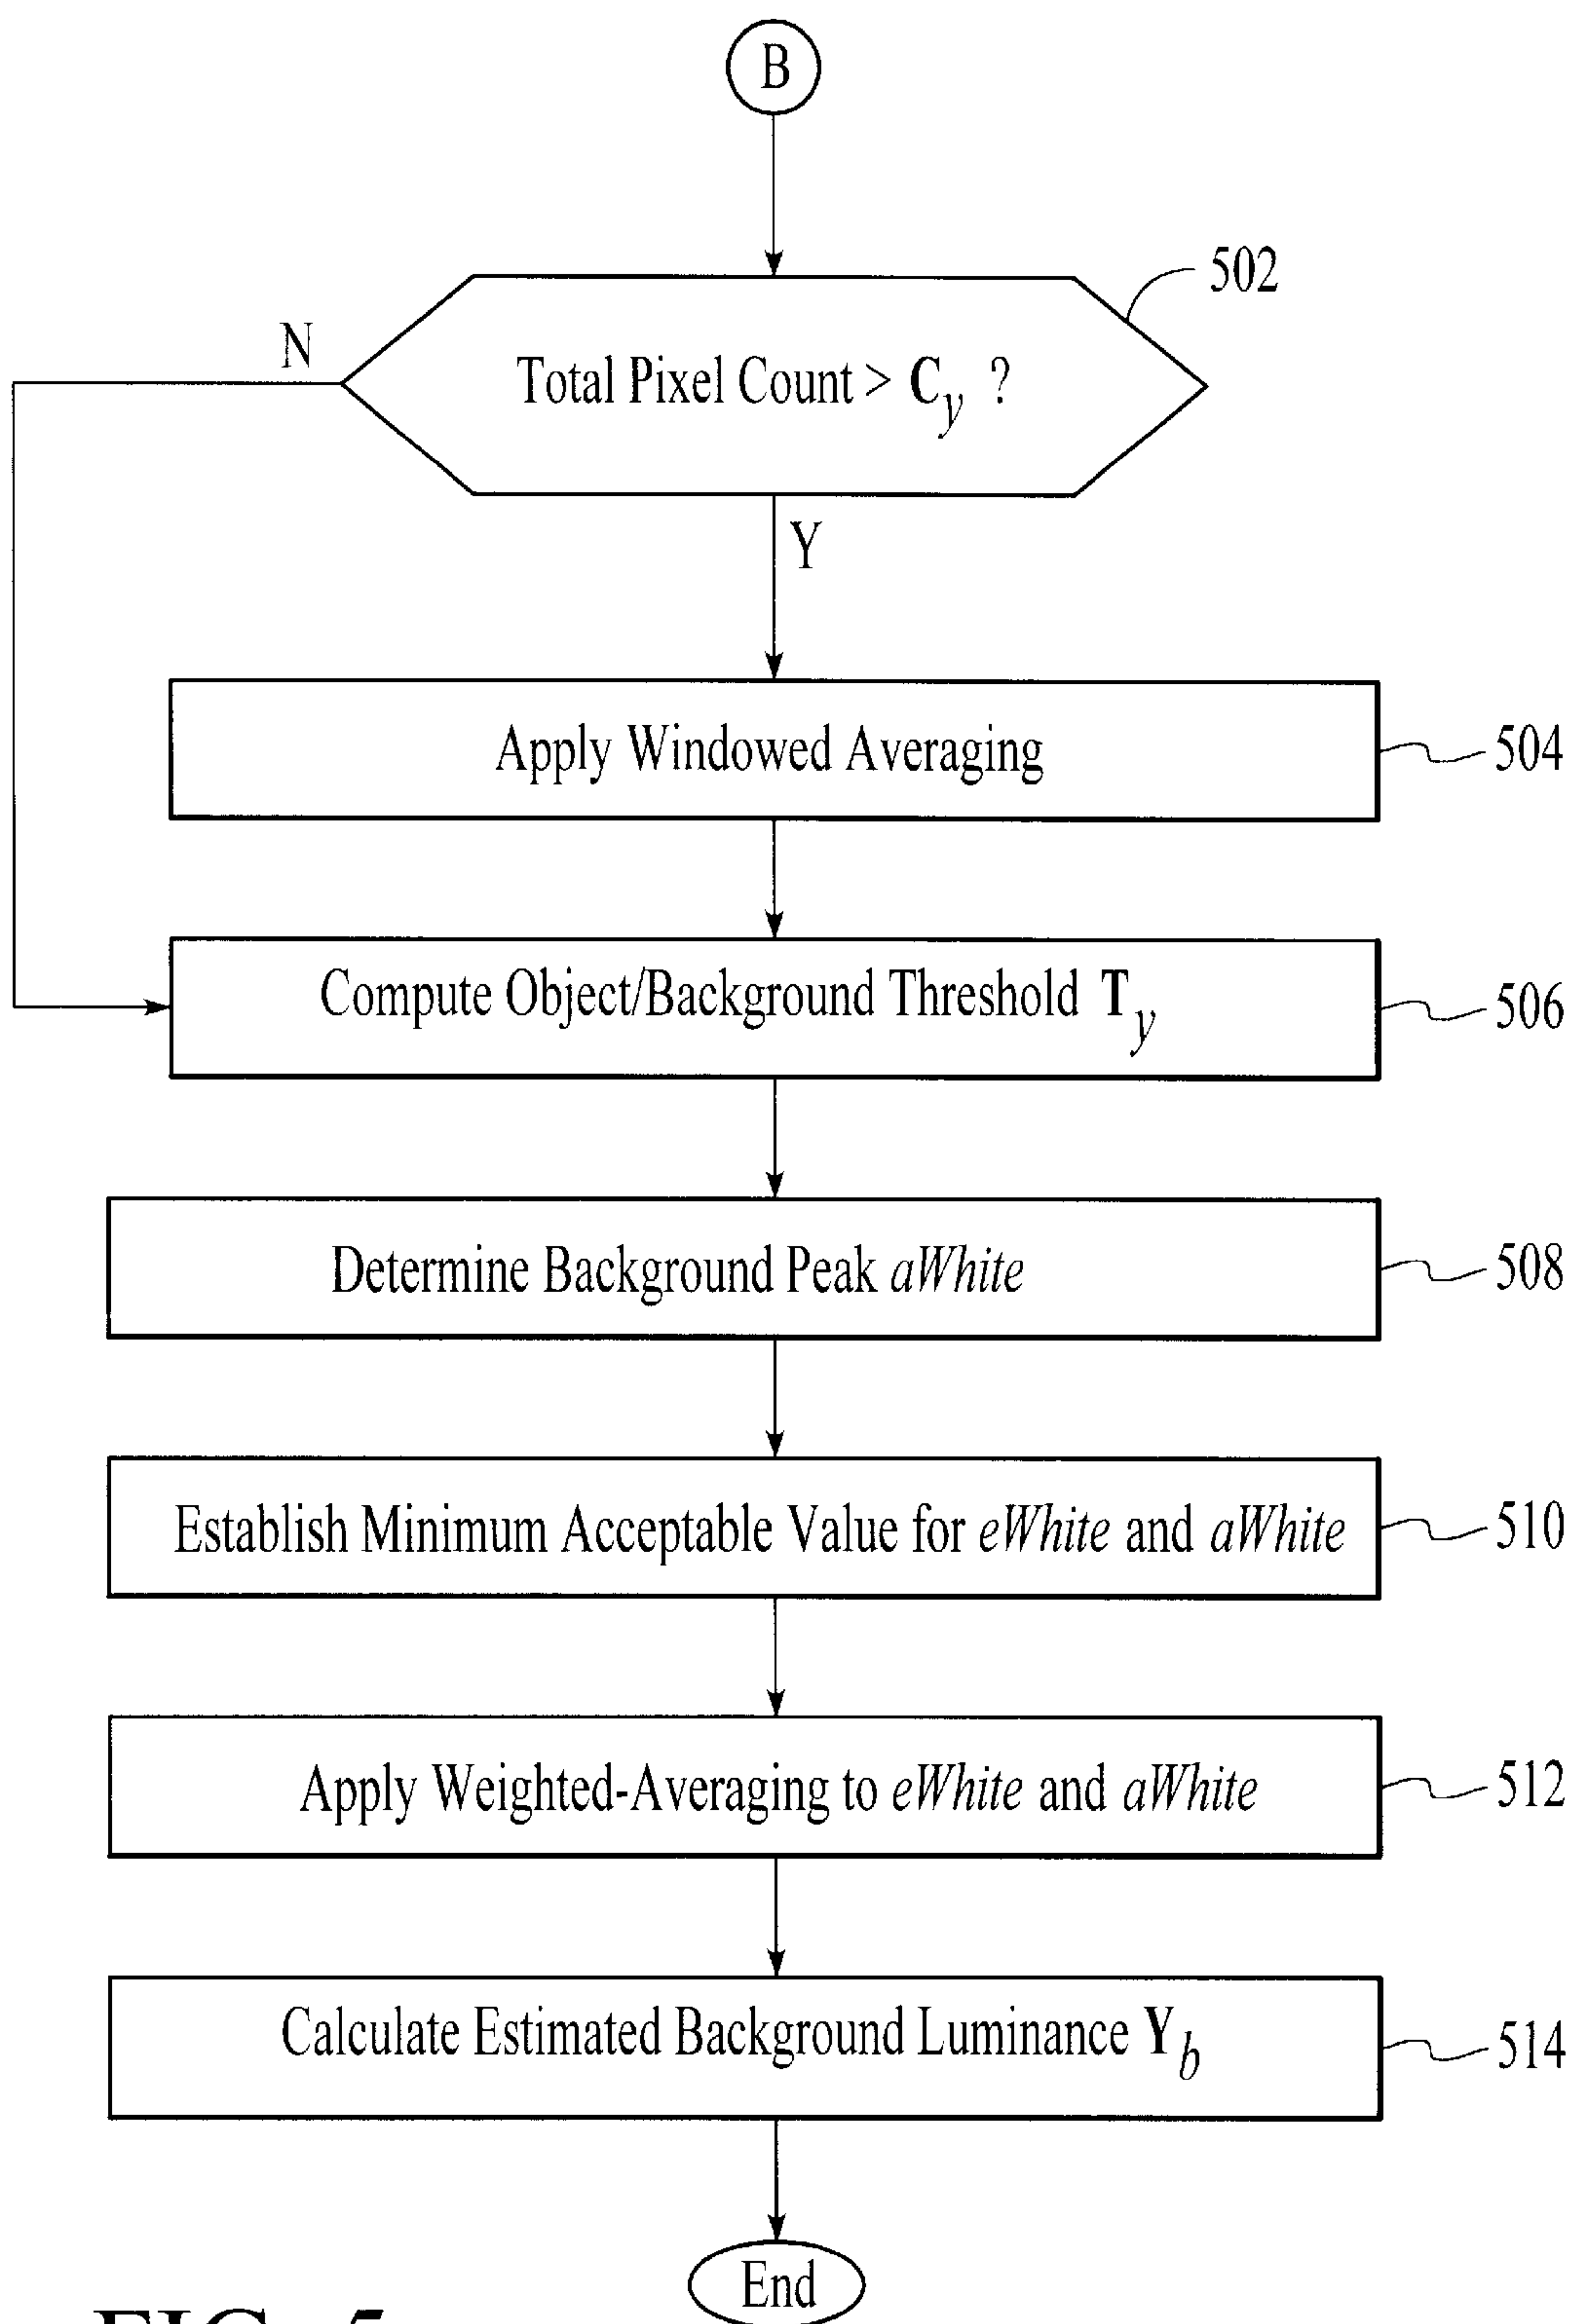 B
502
N
Total Pixel Count > Cy ?
Y
Apply Windowed Averaging
504
Compute Object/Background Threshold Ty
506
Determine Background Peak aWhite
508
Establish Minimum Acceptable Value for eWhite and aWhite
510
Apply Weighted-Averaging to eWhite and aWhite
512
Calculate Estimated Background Luminance Yb
514
End
FIG. 5